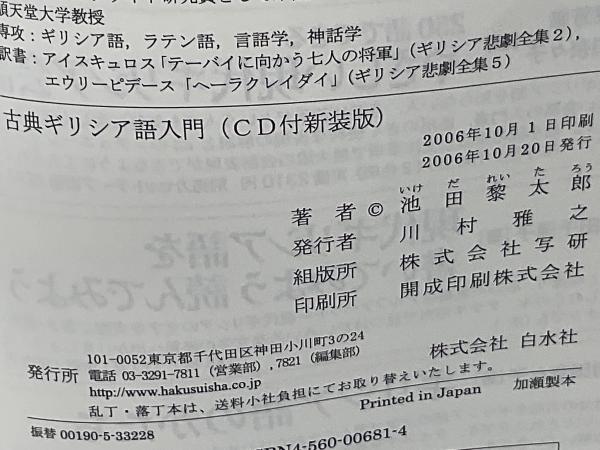 順天堂大学教授
専攻：ギリシア語，ラテン語，言語学，神話学
訳書：アイスキュロス「テーバイに向かう七人の将軍」(ギリシア悲劇全集2)，
エウリーピデース「ヘーラクレイダイ」(ギリシア悲劇全集5)
古典ギリシア語入門（CD付新装版）
2006年10月 1日印刷
2006年10月20日発行
いけ だ れい た ろう
著 者 © 池 田 黎 太 郎
発行者 川 村 雅 之
組版所 株 式 会 社 写 研
印刷所 開成印刷株式会社
101-0052東京都千代田区神田小川町3の24
発行所 電話 03-3291-7811（営業部），7821（編集部） 株式会社 白水社
http://www.hakusuisha.co.jp
乱丁・落丁本は、送料小社負担にてお取り替えいたします。
振替 00190-5-33228 Printed in Japan 加瀬製本
4-560-00681-4